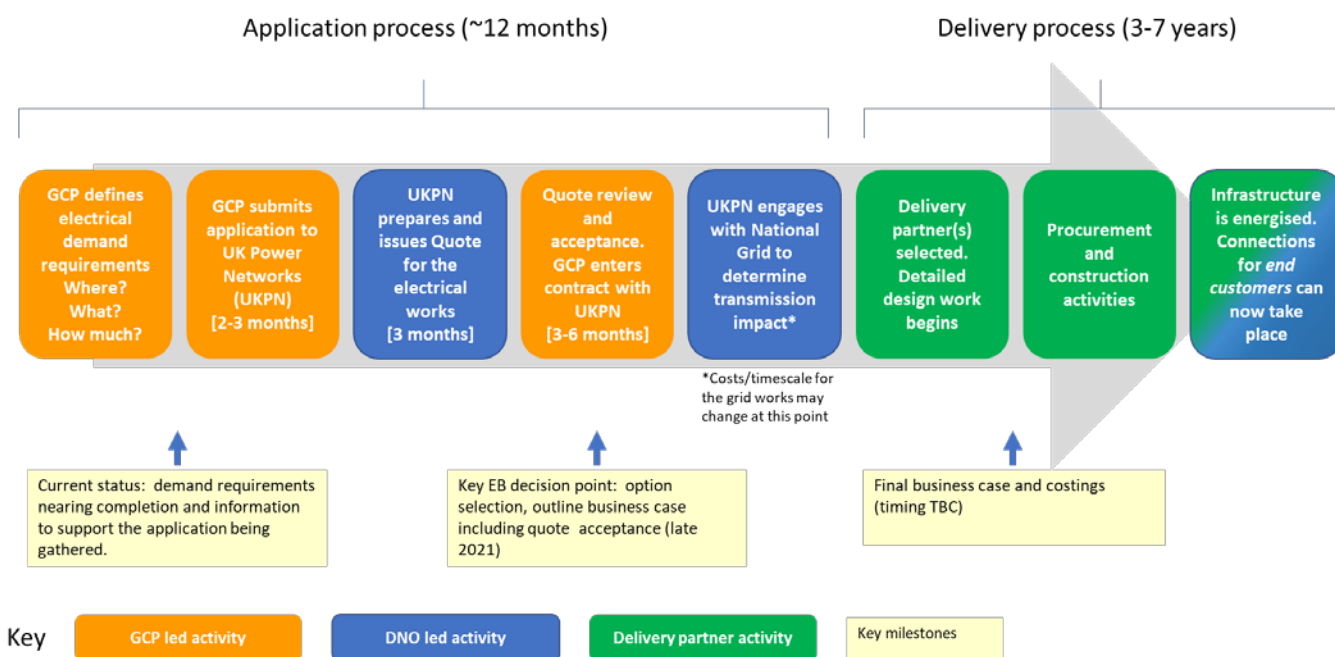 Application process (~12 months)
Delivery process (3-7 years)
GCP defines
electrical
demand
requirements
Where?
What?
How much?
GCP submits
application to
UK Power
Networks
(UKPN)
[2-3 months]
UKPN
prepares and
issues Quote
for the
electrical
works
[3 months]
Quote review
and
acceptance.
GCP enters
contract with
UKPN
[3-6 months]
UKPN engages
with National
Grid to
determine
transmission
impact*
Delivery
partner(s)
selected.
Detailed
design work
begins
Procurement
and
construction
activities
Infrastructure
is energised.
Connections
for end
customers can
now take
place
*Costs/timescale for
the grid works may
change at this point
Current status: demand requirements
nearing completion and information
to support the application being
gathered.
Key EB decision point: option
selection, outline business case
including quote acceptance (late
2021)
Final business case and costings
(timing TBC)
Key
GCP led activity
DNO led activity
Delivery partner activity
Key milestones